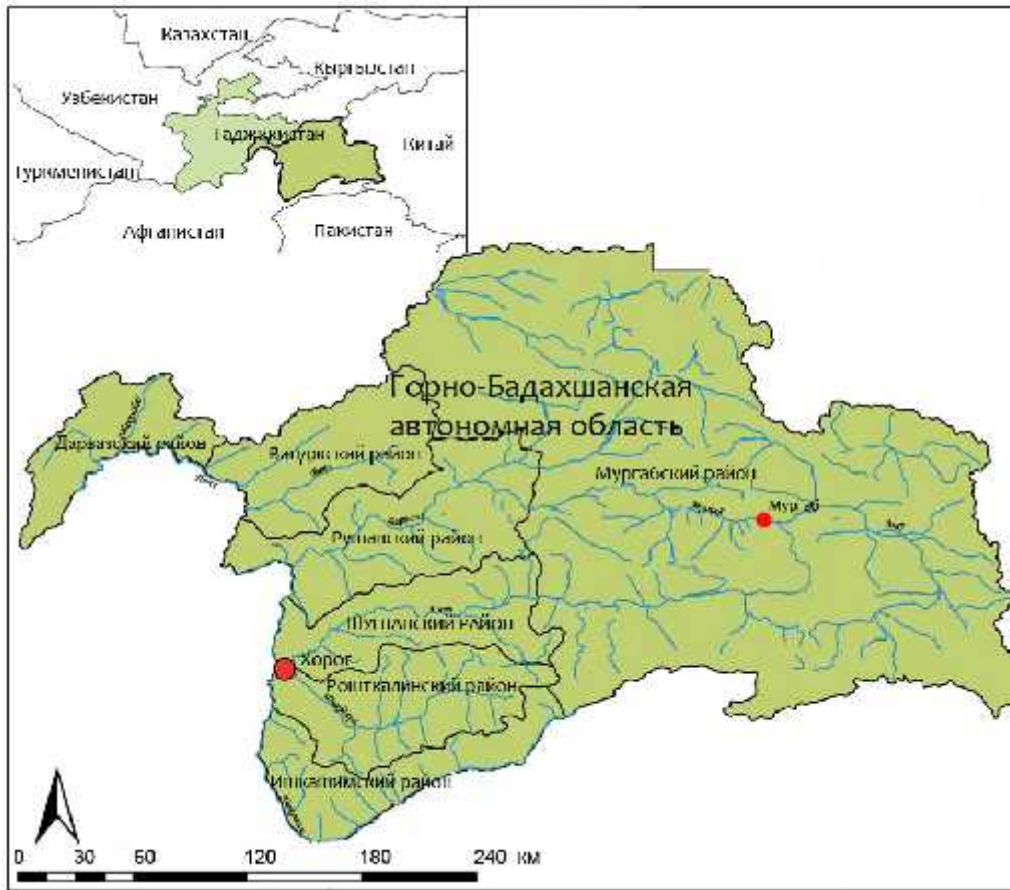 Казахстан
Кыргызстан
Узбекистан
Таджикистан
Китай
Туркменистан
Афганистан
Пакистан
Горно-Бадахшанская
автономная область
Дарвазский район
Ванчский район
Мургабский район
Мургаб
Рушанский район
ШУГНАНСКИЙ РАЙОН
Хорог
Рошткалинский район
Ишкашимский район
0 30 60 120 180 240 км